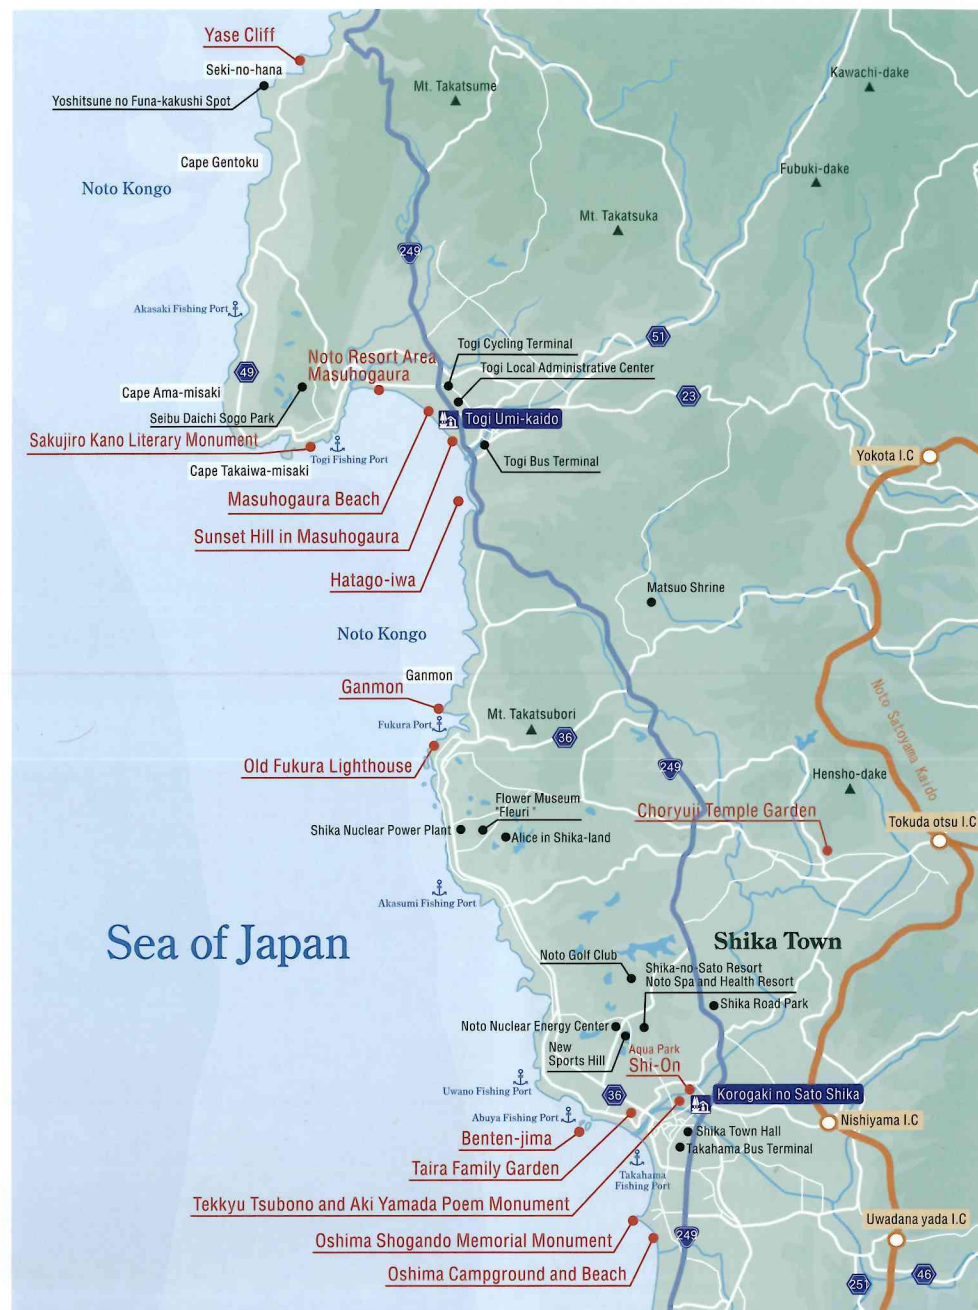 Yase Cliff
Seki-no-hana
Yoshitsune no Funa-kakushi Spot
Mt. Takatsume
Kawachi-dake
Cape Gentoku
Fubuki-dake
Noto Kongo
Mt. Takatsuka
249
Akasaki Fishing Port
51
Togi Cycling Terminal
Noto Resort Area
Masuhogaura
Togi Local Administrative Center
49
Cape Ama-misaki
23
Seibu Daichi Sogo Park
Togi Umi-kaido
Sakujiro Kano Literary Monument
Togi Fishing Port
Cape Takaiwa-misaki
Togi Bus Terminal
Yokota I.C
Masuhogaura Beach
Sunset Hill in Masuhogaura
Hatago-iwa
Matsuo Shrine
Noto Kongo
Ganmon
Ganmon
Noto Satoyama Kaido
Fukura Port
Mt. Takatsubori
36
Old Fukura Lighthouse
249
Hensho-dake
Flower Museum
"Fleuri "
Choryuji Temple Garden
Tokuda otsu I.C
Shika Nuclear Power Plant
Alice in Shika-land
Akasumi Fishing Port
Sea of Japan
Shika Town
Noto Golf Club
Shika-no-Sato Resort
Noto Spa and Health Resort
Shika Road Park
Noto Nuclear Energy Center
New
Sports Hill
Aqua Park
Shi-On
Uwano Fishing Port
36
Korogaki no Sato Shika
Abuya Fishing Port
Nishiyama I.C
Benten-jima
Shika Town Hall
Takahama Bus Terminal
Taira Family Garden
Takahama
Fishing Port
Tekkyu Tsubono and Aki Yamada Poem Monument
Uwadana yada I.C
Oshima Shogando Memorial Monument
249
Oshima Campground and Beach
46
251